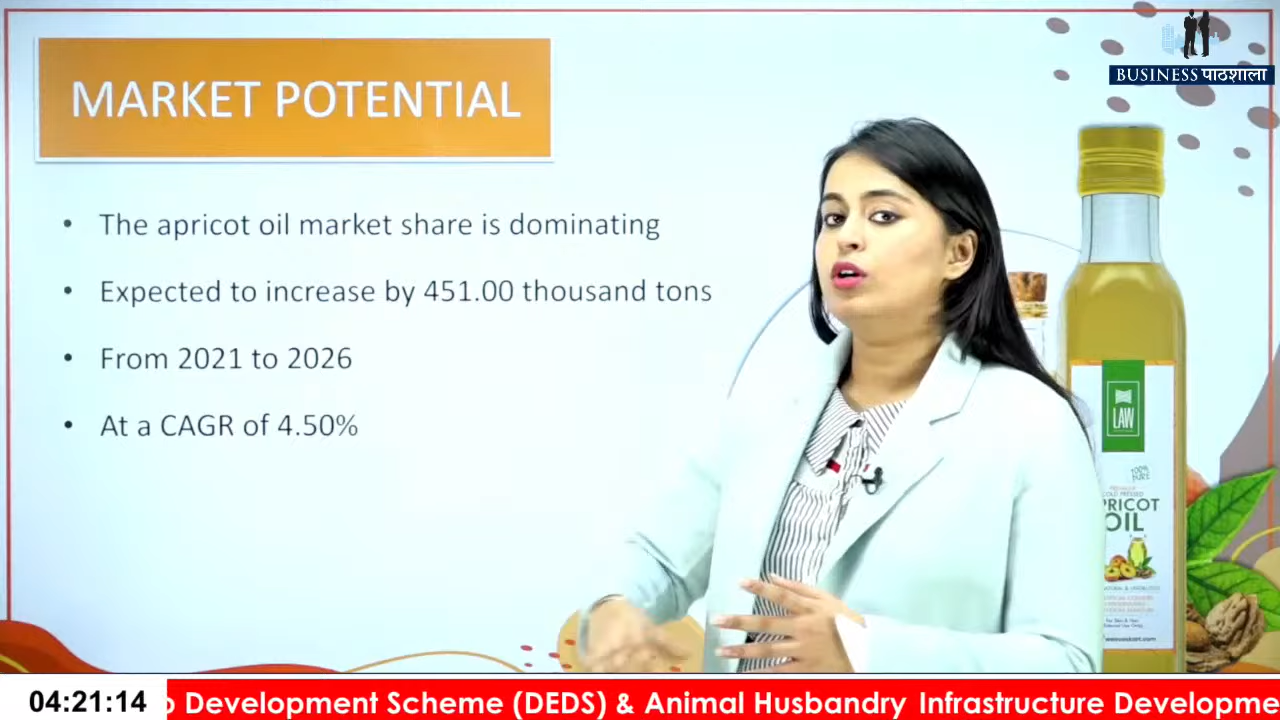 BUSINESS पाठशाला
MARKET POTENTIAL
• The apricot oil market share is dominating
• Expected to increase by 451.00 thousand tons
• From 2021 to 2026
• At a CAGR of 4.50%
LAW
100%
PURE
OIL
04:21:14
Development Scheme (DEDS) & Animal Husbandry Infrastructure Developme